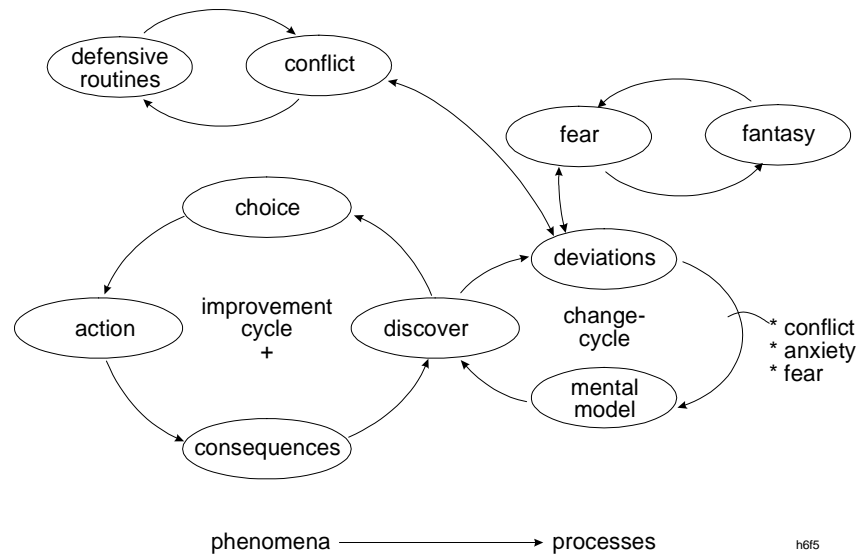 defensive
routines
conflict
fear
fantasy
choice
deviations
action
improvement
cycle
+
discover
change-
cycle
* conflict
* anxiety
* fear
mental
model
consequences
phenomena
processes
h6f5